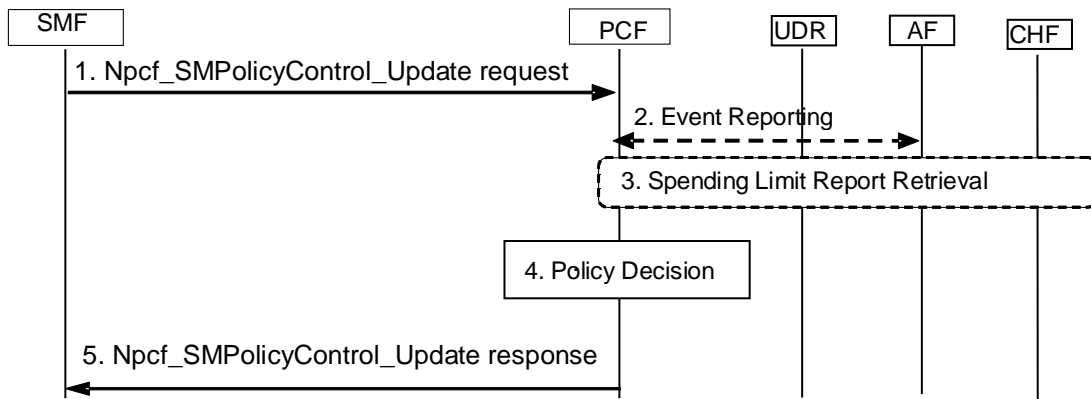 SMF
PCF
UDR
AF
CHF
1. Npcf_SMPolicyControl_Update request
2. Event Reporting
3. Spending Limit Report Retrieval
4. Policy Decision
5. Npcf_SMPolicyControl_Update response